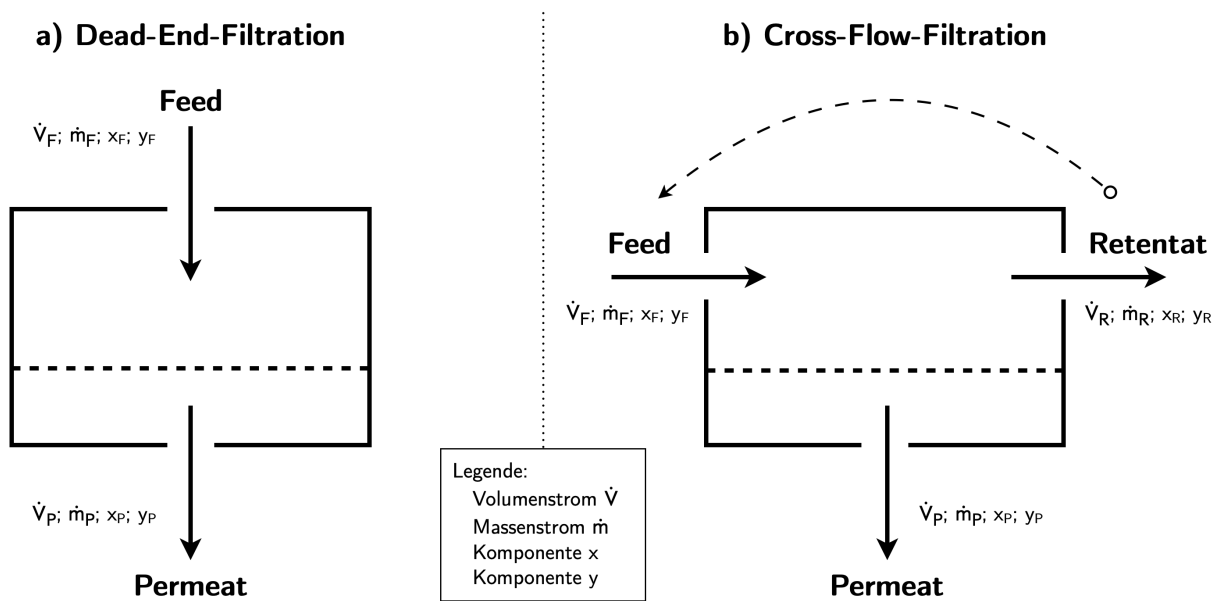 a) Dead-End-Filtration
Feed
V̇F; ṁF; xF; yF
V̇P; ṁP; xP; yP
Permeat
b) Cross-Flow-Filtration
Feed
V̇F; ṁF; xF; yF
Retentat
V̇R; ṁR; xR; yR
V̇P; ṁP; xP; yP
Permeat
Legende:
Volumenstrom V̇
Massenstrom ṁ
Komponente x
Komponente y